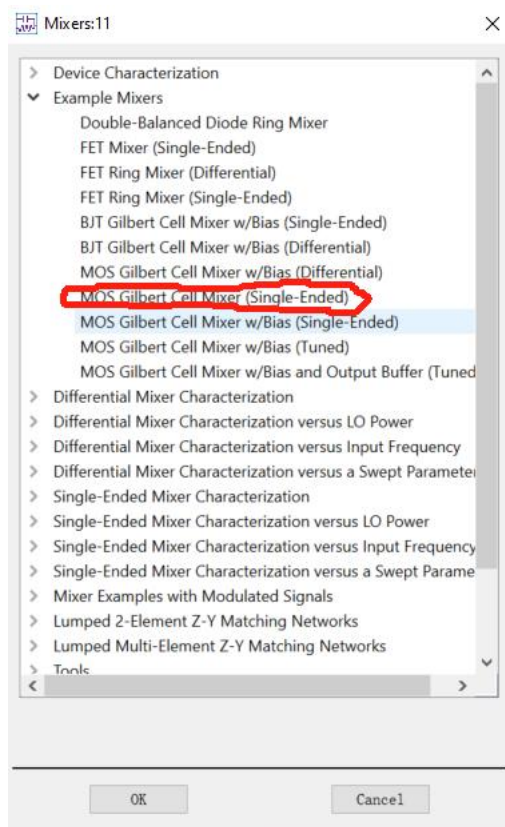 Mixers:11
Device Characterization
Example Mixers
Double-Balanced Diode Ring Mixer
FET Mixer (Single-Ended)
FET Ring Mixer (Differential)
FET Ring Mixer (Single-Ended)
BJT Gilbert Cell Mixer w/Bias (Single-Ended)
BJT Gilbert Cell Mixer w/Bias (Differential)
MOS Gilbert Cell Mixer w/Bias (Differential)
MOS Gilbert Cell Mixer (Single-Ended)
MOS Gilbert Cell Mixer w/Bias (Single-Ended)
MOS Gilbert Cell Mixer w/Bias (Tuned)
MOS Gilbert Cell Mixer w/Bias and Output Buffer (Tuned
Differential Mixer Characterization
Differential Mixer Characterization versus LO Power
Differential Mixer Characterization versus Input Frequency
Differential Mixer Characterization versus a Swept Parameter
Single-Ended Mixer Characterization
Single-Ended Mixer Characterization versus LO Power
Single-Ended Mixer Characterization versus Input Frequency
Single-Ended Mixer Characterization versus a Swept Parame
Mixer Examples with Modulated Signals
Lumped 2-Element Z-Y Matching Networks
Lumped Multi-Element Z-Y Matching Networks
Tools
OK
Cancel